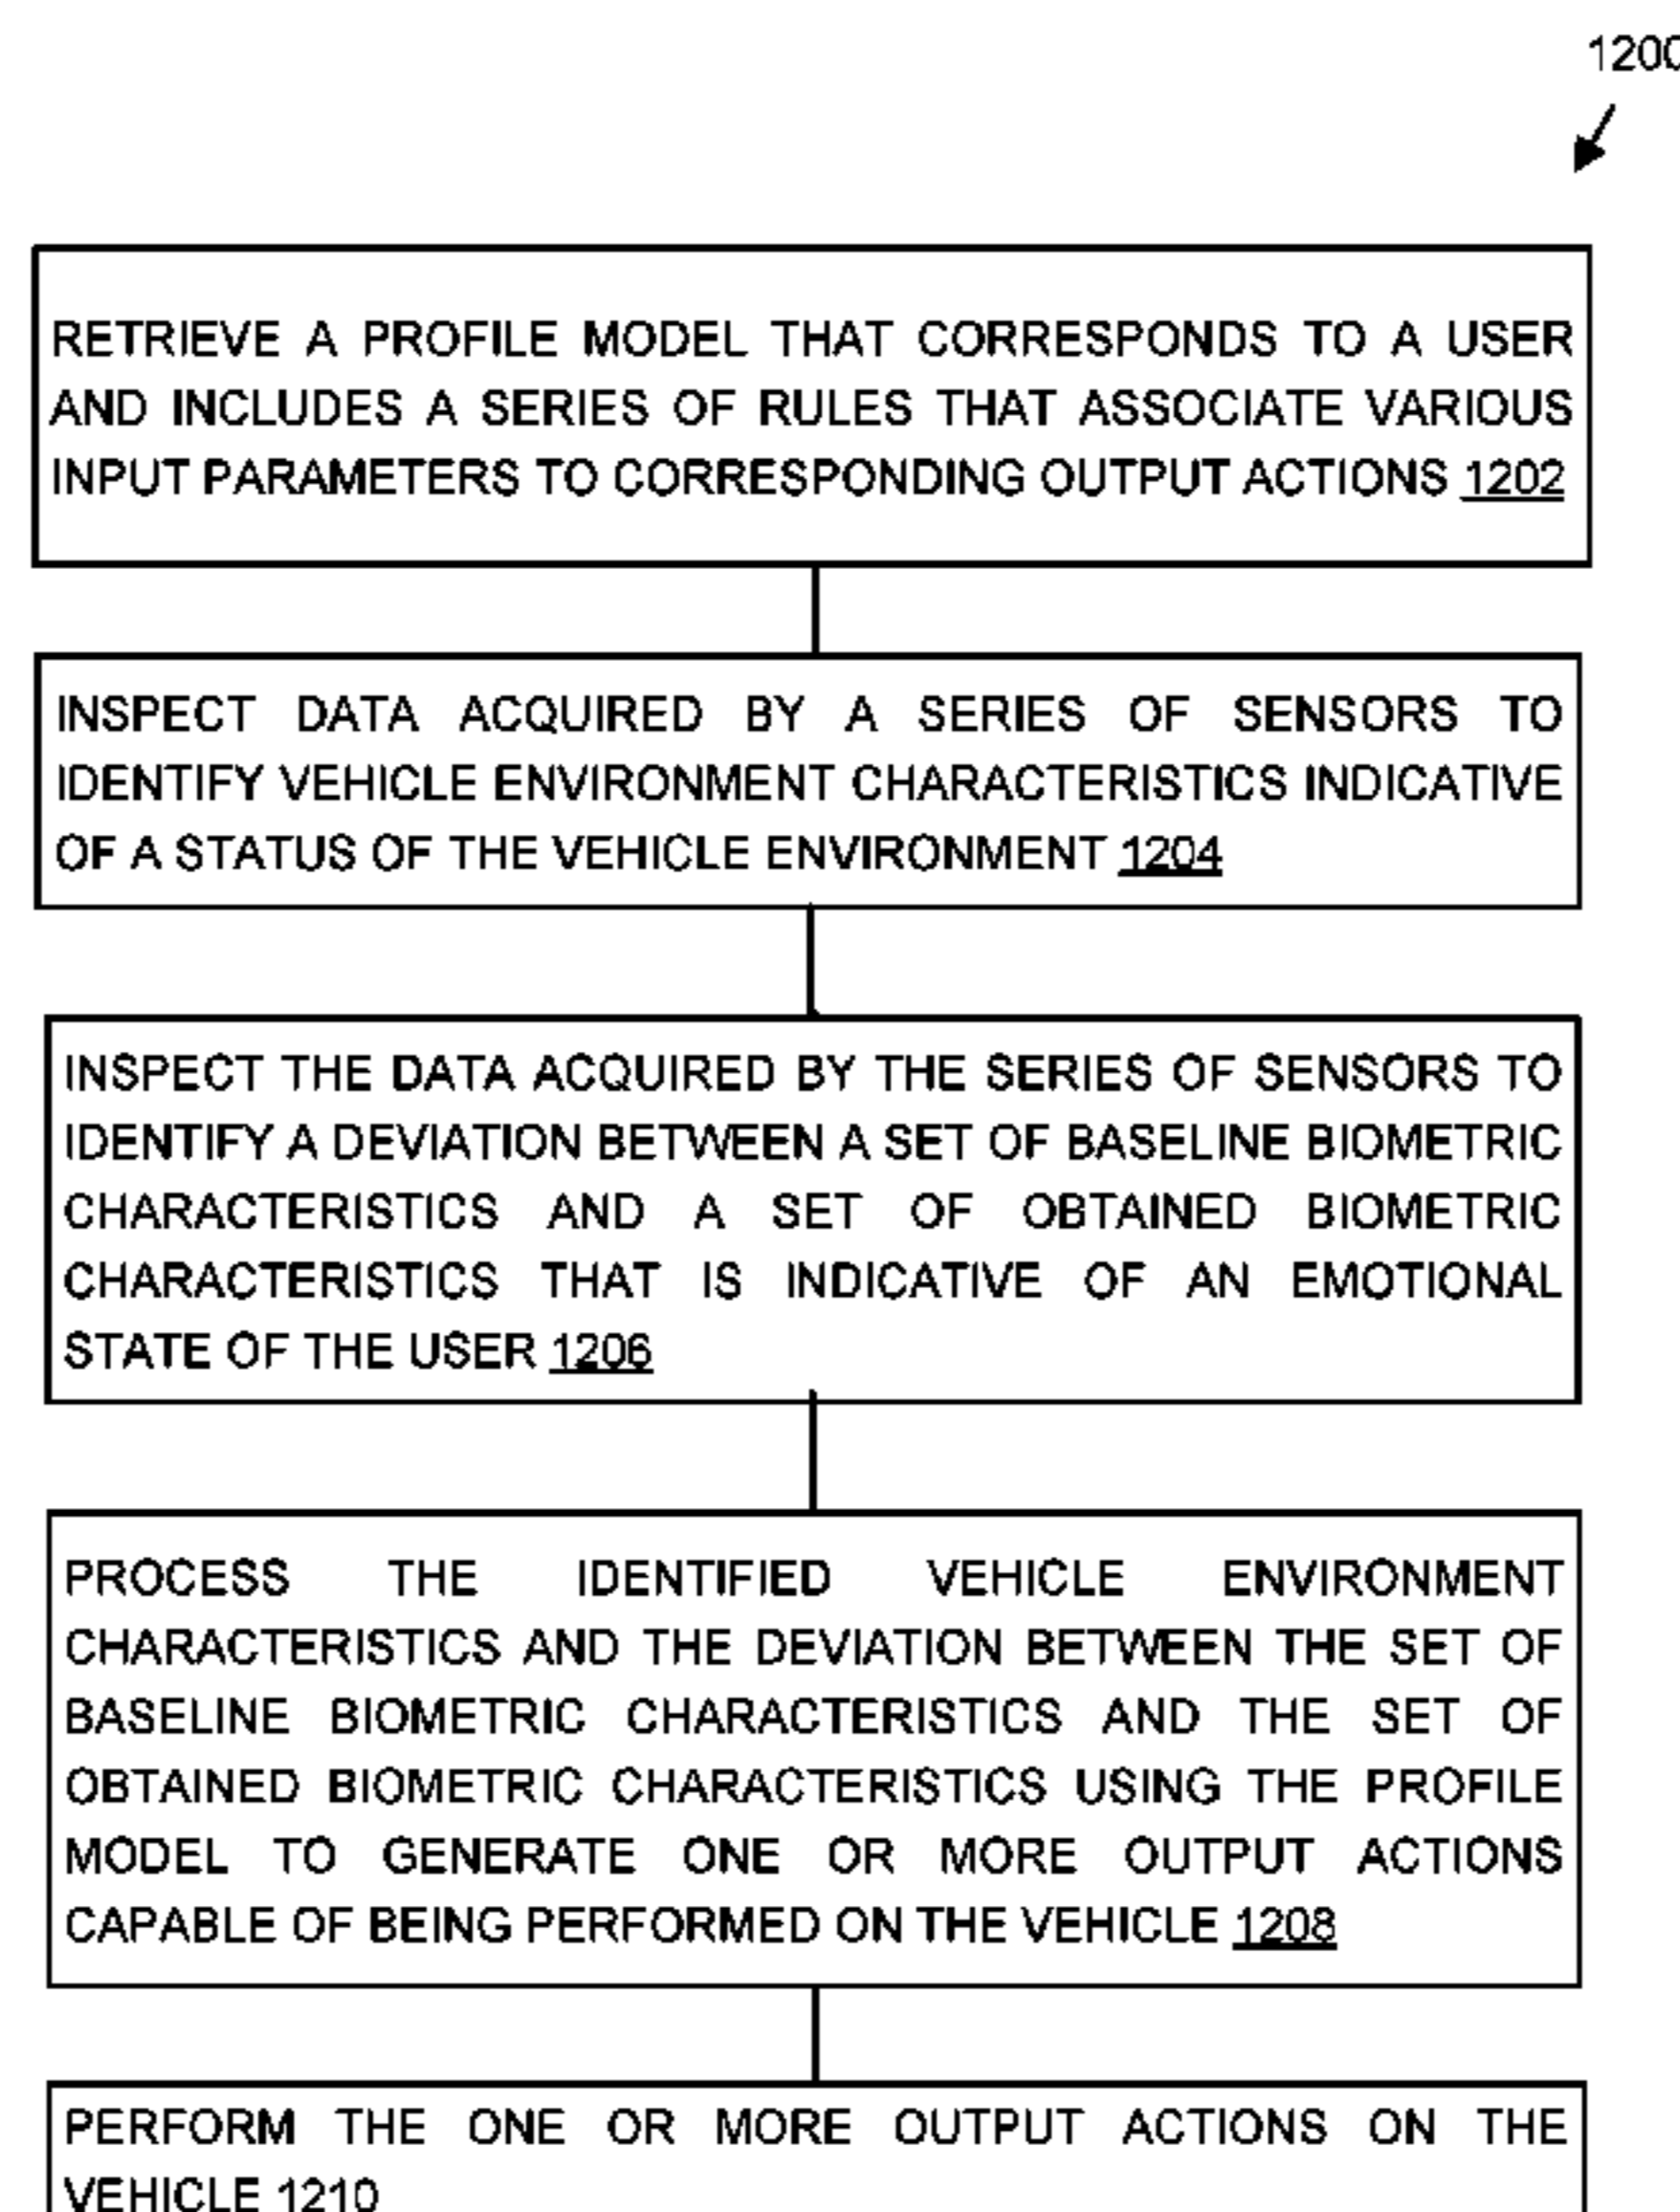 1200
RETRIEVE A PROFILE MODEL THAT CORRESPONDS TO A USER
AND INCLUDES A SERIES OF RULES THAT ASSOCIATE VARIOUS
INPUT PARAMETERS TO CORRESPONDING OUTPUT ACTIONS 1202
INSPECT DATA ACQUIRED BY A SERIES OF SENSORS TO
IDENTIFY VEHICLE ENVIRONMENT CHARACTERISTICS INDICATIVE
OF A STATUS OF THE VEHICLE ENVIRONMENT 1204
INSPECT THE DATA ACQUIRED BY THE SERIES OF SENSORS TO
IDENTIFY A DEVIATION BETWEEN A SET OF BASELINE BIOMETRIC
CHARACTERISTICS AND A SET OF OBTAINED BIOMETRIC
CHARACTERISTICS THAT IS INDICATIVE OF AN EMOTIONAL
STATE OF THE USER 1206
PROCESS THE IDENTIFIED VEHICLE ENVIRONMENT
CHARACTERISTICS AND THE DEVIATION BETWEEN THE SET OF
BASELINE BIOMETRIC CHARACTERISTICS AND THE SET OF
OBTAINED BIOMETRIC CHARACTERISTICS USING THE PROFILE
MODEL TO GENERATE ONE OR MORE OUTPUT ACTIONS
CAPABLE OF BEING PERFORMED ON THE VEHICLE 1208
PERFORM THE ONE OR MORE OUTPUT ACTIONS ON THE
VEHICLE 1210